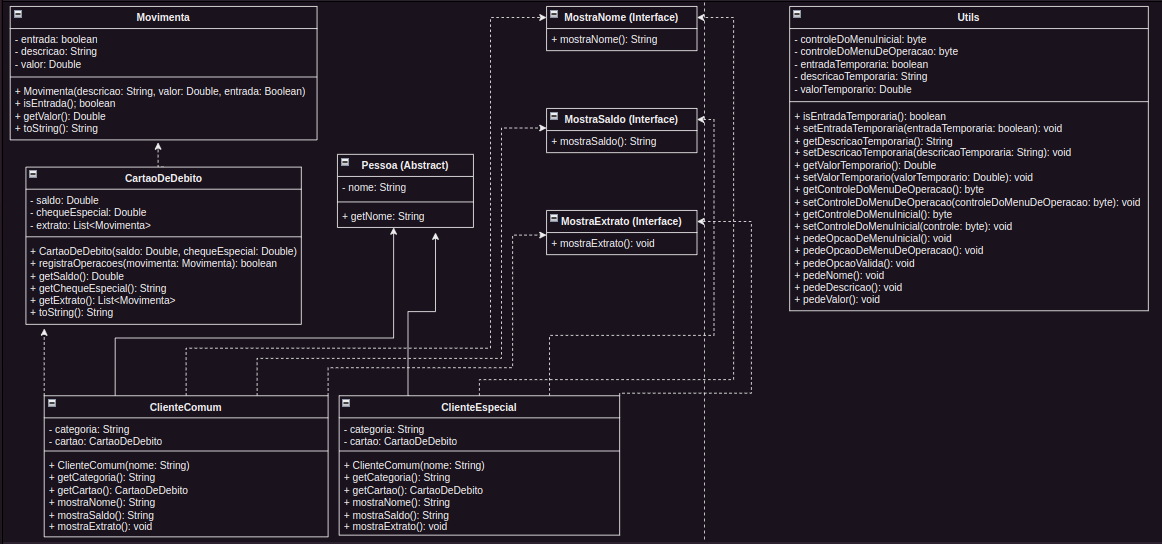 Movimenta
- entrada: boolean
- descricao: String
- valor: Double
+ Movimenta(descricao: String, valor: Double, entrada: Boolean)
+ isEntrada(); boolean
+ getValor(); Double
+ toString(); String
CartaoDeDebito
- saldo: Double
- chequeEspecial: Double
- extrato: List<Movimenta>
+ CartaoDeDebito(saldo: Double, chequeEspecial: Double)
+ registraOperacoes(movimenta: Movimenta): boolean
+ getSaldo(): Double
+ getChequeEspecial(): String
+ getExtrato(): List<Movimenta>
+ toString(): String
Pessoa (Abstract)
- nome: String
+ getNome: String
MostraNome (Interface)
+ mostraNome(): String
MostraSaldo (Interface)
+ mostraSaldo(): String
MostraExtrato (Interface)
+ mostraExtrato(): void
Utils
- controleDoMenuInicial: byte
- controleDoMenuDeOperacao: byte
- entradaTemporaria: boolean
- descricaoTemporaria: String
- valorTemporario: Double
+ isEntradaTemporaria(): boolean
+ setEntradaTemporaria(entradaTemporaria: boolean): void
+ getDescricaoTemporaria(): String
+ setDescricaoTemporaria(descricaoTemporaria: String): void
+ getValorTemporario(): Double
+ setValorTemporario(valorTemporario: Double): void
+ getControleDoMenuDeOperacao(): byte
+ setControleDoMenuDeOperacao(controleDoMenuDeOperacao: byte): void
+ getControleDoMenuInicial(): byte
+ setControleDoMenuInicial(controle: byte): void
+ pedeOpcaoDeMenuInicial(): void
+ pedeOpcaoDeMenuDeOperacao(): void
+ pedeOpcaoValida(): void
+ pedeNome(): void
+ pedeDescricao(): void
+ pedeValor(): void
ClienteComum
- categoria: String
- cartao: CartaoDeDebito
+ ClienteComum(nome: String)
+ getCategoria(): String
+ getCartao(): CartaoDeDebito
+ mostraNome(): String
+ mostraSaldo(): String
+ mostraExtrato(): void
ClienteEspecial
- categoria: String
- cartao: CartaoDeDebito
+ ClienteComum(nome: String)
+ getCategoria(): String
+ getCartao(): CartaoDeDebito
+ mostraNome(): String
+ mostraSaldo(): String
+ mostraExtrato(): void